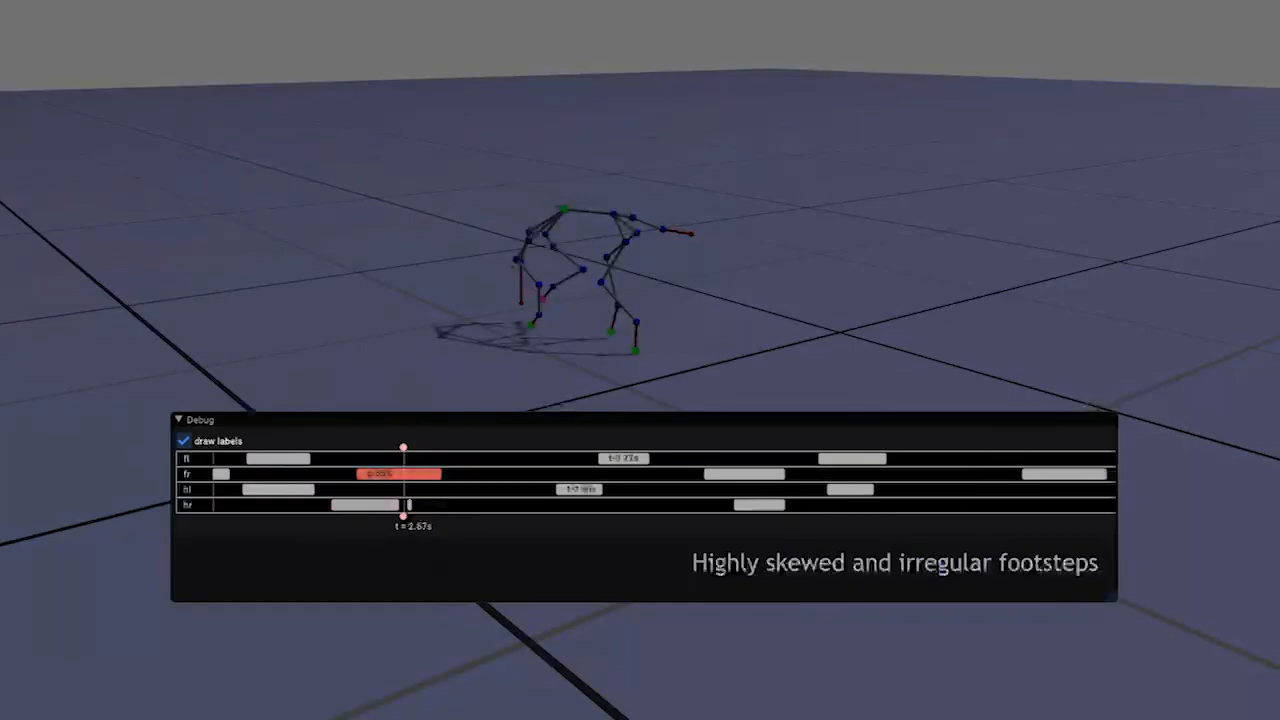 Debug
draw labels
fl
fr
hl
hr
t = 2.67s
Highly skewed and irregular footsteps